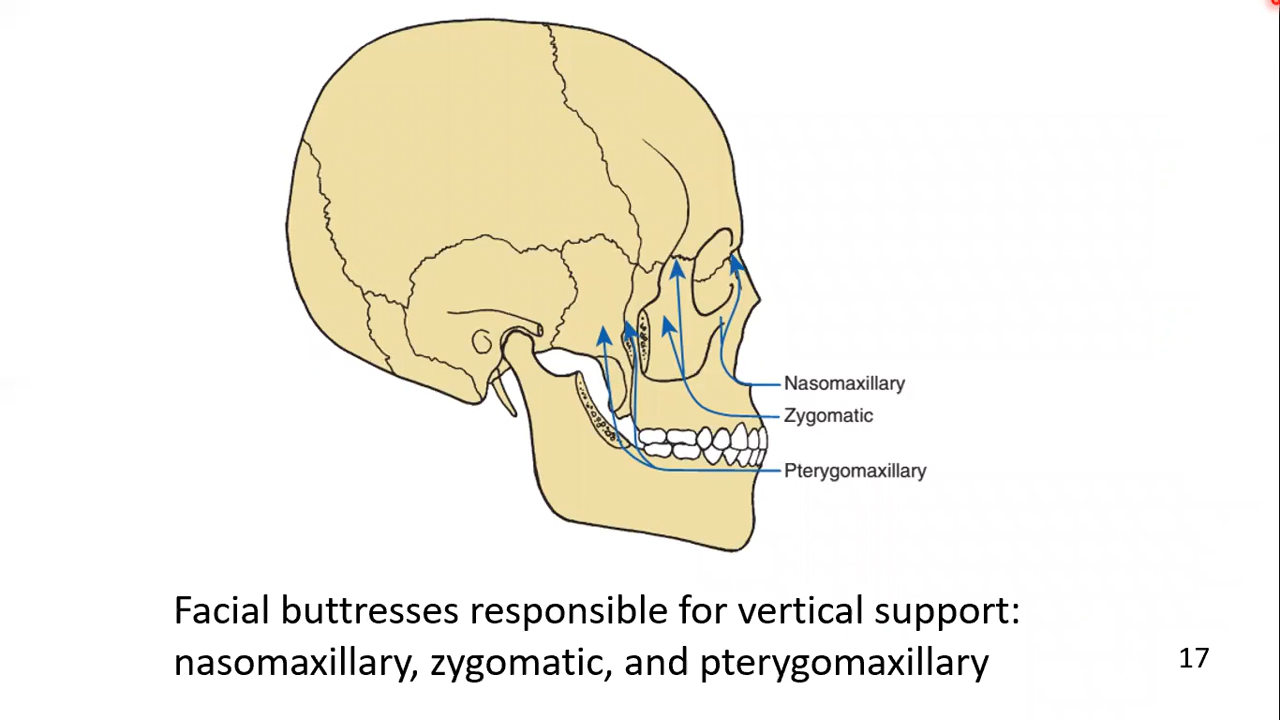 Nasomaxillary
Zygomatic
Pterygomaxillary
Facial buttresses responsible for vertical support:
nasomaxillary, zygomatic, and pterygomaxillary
17